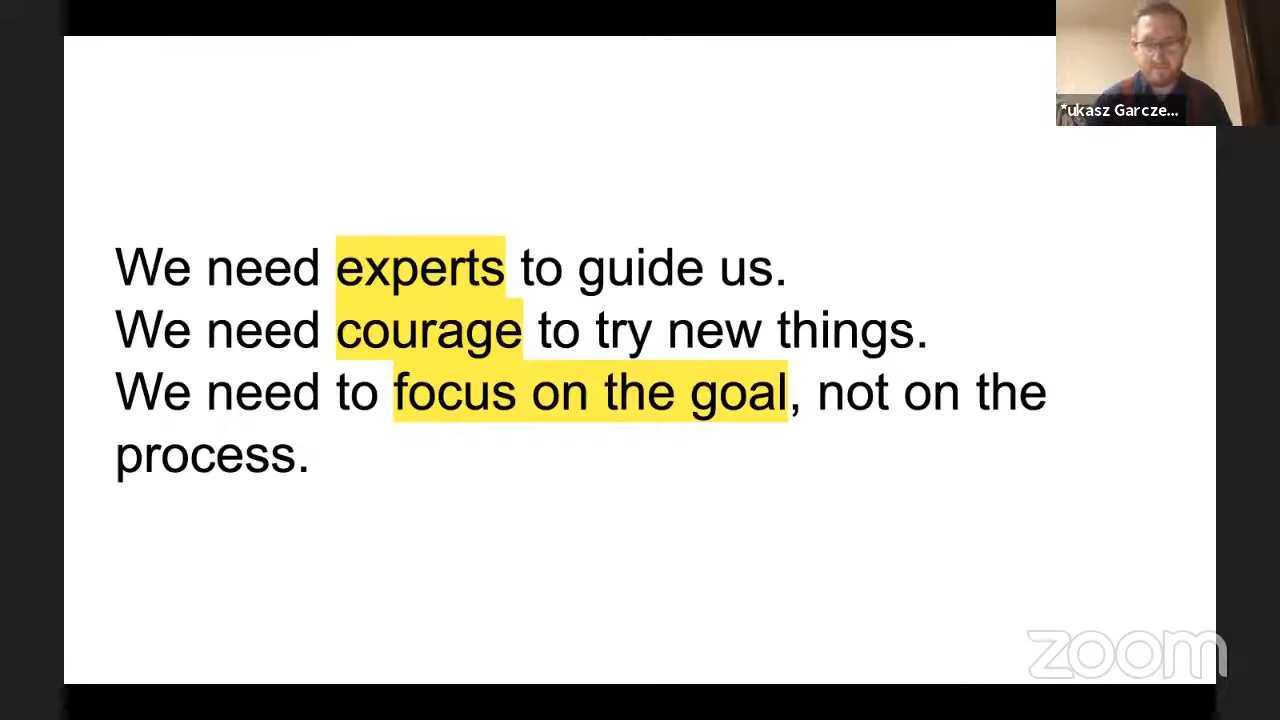 *ukasz Garcze...
We need experts to guide us.
We need courage to try new things.
We need to focus on the goal, not on the
process.
zoom